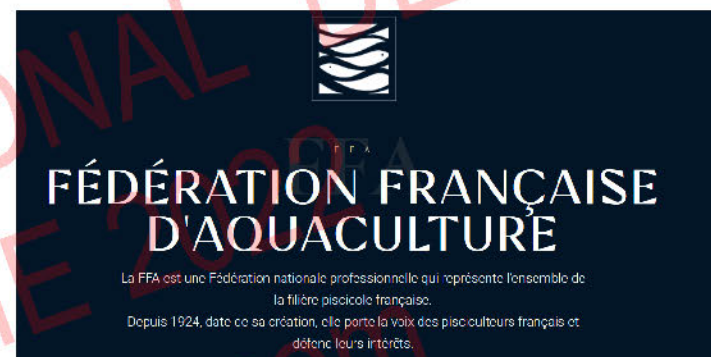 FFA
FÉDÉRATION FRANÇAISE
D'AQUACULTURE
La FFA est une Fédération nationale professionnelle qui représente l'ensemble de
la filière piscicole française.
Depuis 1924, date de sa création, elle porte la voix des pisciculteurs français et
défend leurs intérêts.